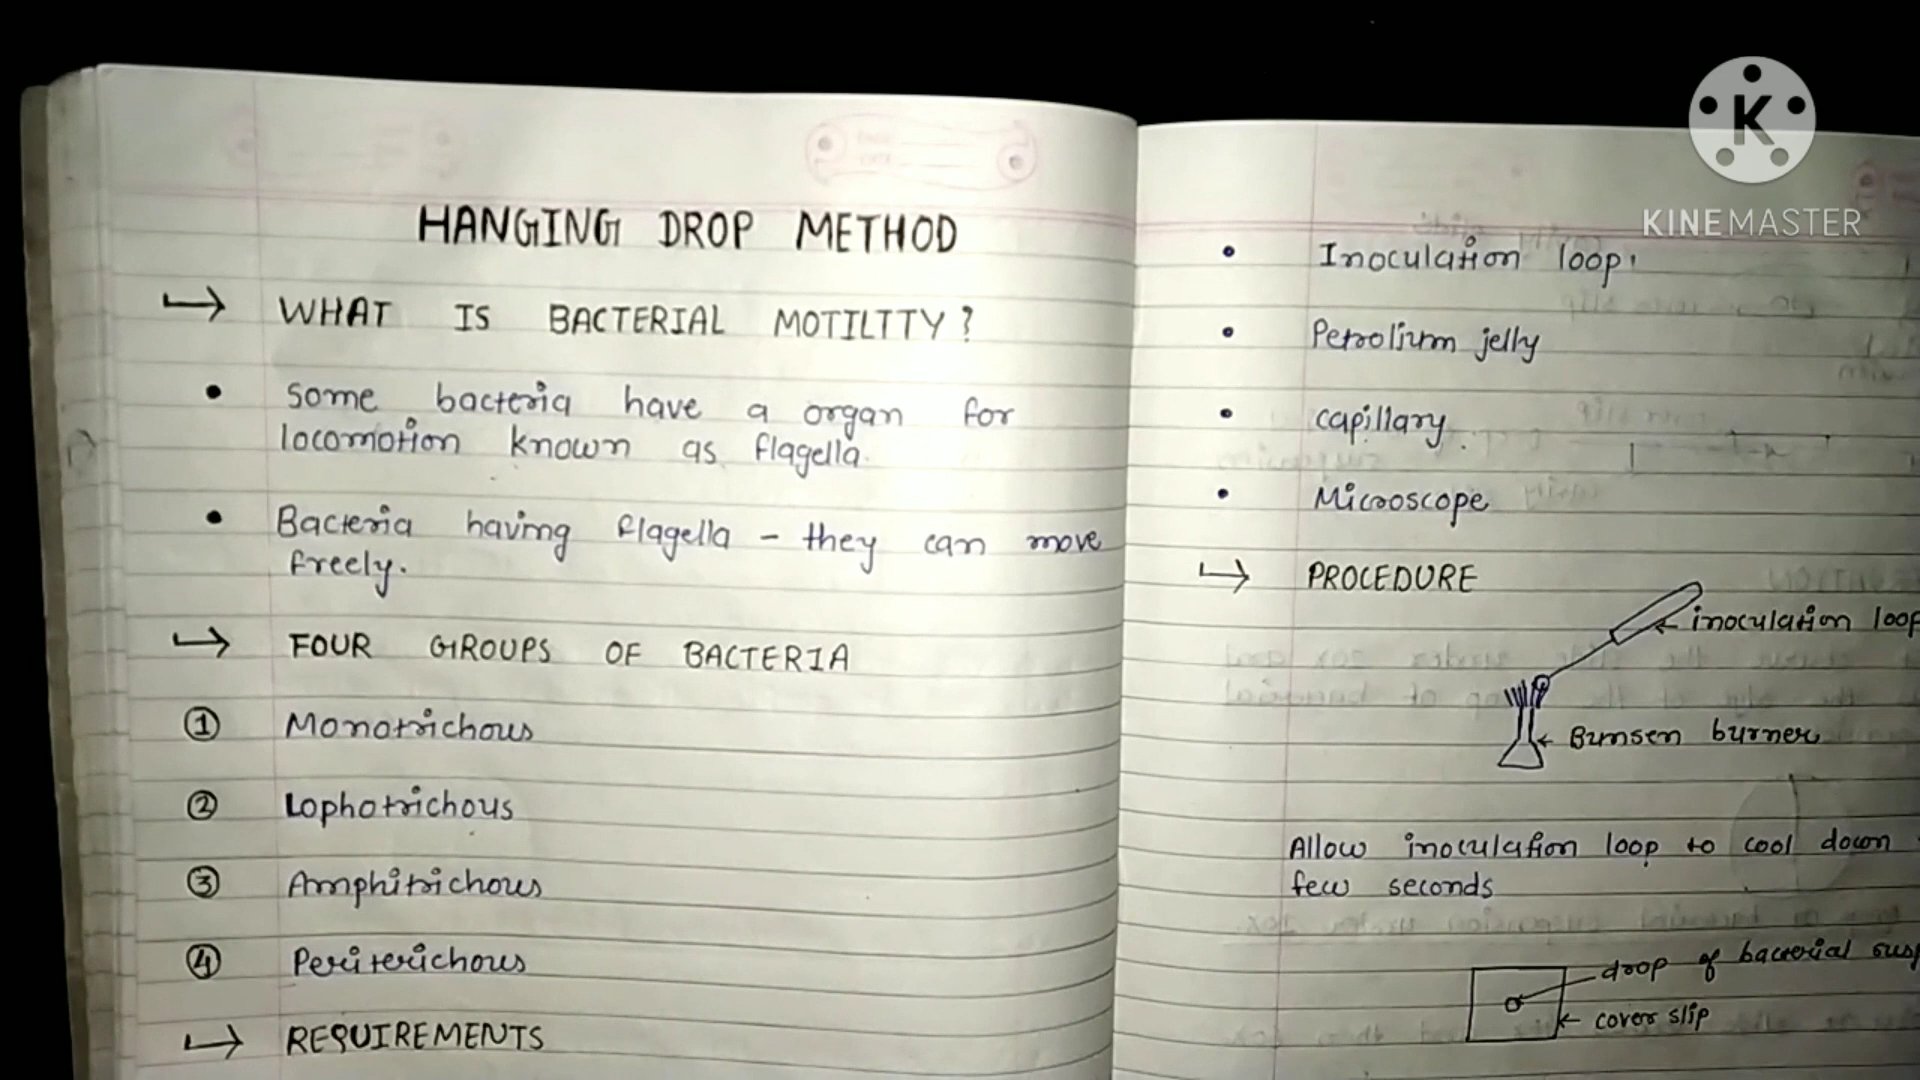 HANGING DROP METHOD
↳ WHAT IS BACTERIAL MOTILTTY?
• Some bacteria have a organ for
locomotion known as flagella.
• Bacteria having flagella - they can move
freely.
↳ FOUR GROUPS OF BACTERIA
① Monotrichous
② Lophotrichous
③ Amphitrichous
④ Periterichous
↳ REQUIREMENTS
• Inoculation loop.
• Petrolium jelly
• capillary.
• Microscope
↳ PROCEDURE
inoculation loop
Bunsen burner
Allow inoculation loop to cool down
few seconds
drop of bacterial susp
cover slip
K
KINEMASTER